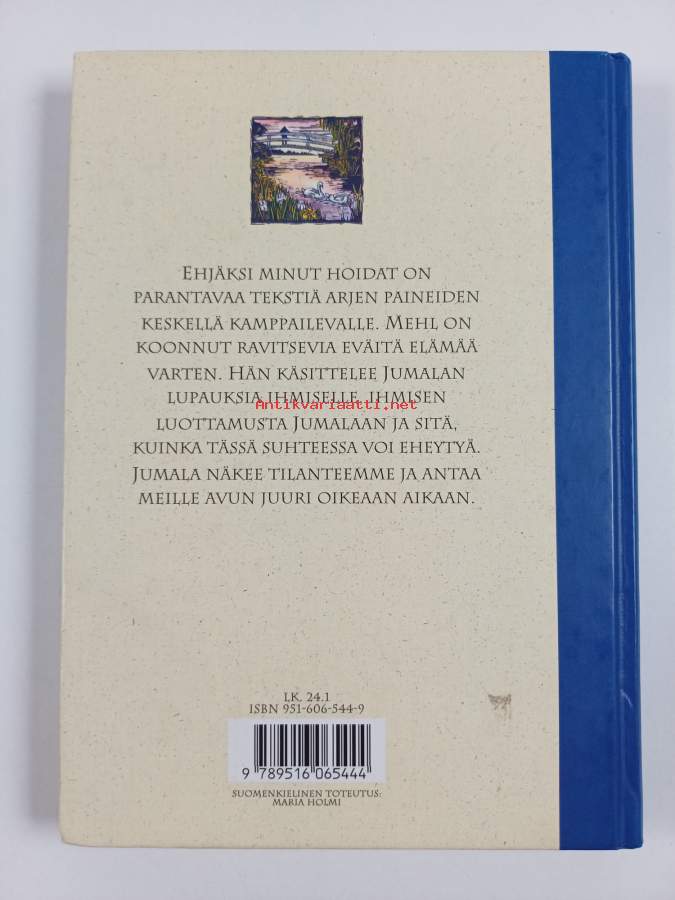 EHJÄKSI MINUT HOIDAT ON
PARANTAVAA TEKSTIÄ ARJEN PAINEIDEN
KESKELLÄ KAMPPAILEVALLE. MEHL ON
KOONNUT RAVITSEVIA EVÄITÄ ELÄMÄÄ
VARTEN. HÄN KÄSITTELEE JUMALAN
LUPAUKSIA IHMISELLE, IHMISEN
Antikvariaatti.net
LUOTTAMUSTA JUMALAAN JA SITÄ,
KUINKA TÄSSÄ SUHTEESSA VOI EHEYTYÄ.
JUMALA NÄKEE TILANTEEMME JA ANTAA
MEILLE AVUN JUURI OIKEAAN AIKAAN.
LK. 24.1
ISBN 951-606-544-9
9 789516 065444
SUOMENKIELINEN TOTEUTUS:
MARIA HOLMI